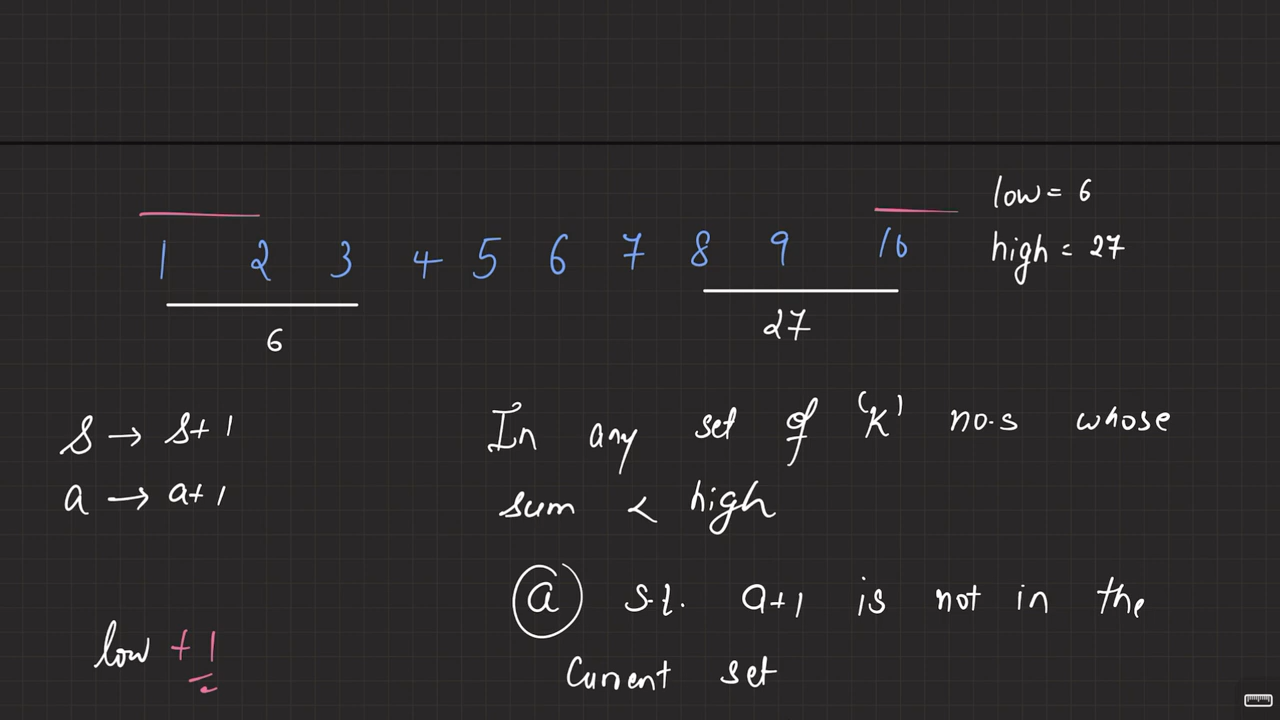 low = 6
1 2 3 4 5 6 7 8 9 10
high = 27
6
27
S → S+1
In any set of 'K' no.s whose
a → a+1
sum < high
a s.t. a+1 is not in the
low + 1
Current set